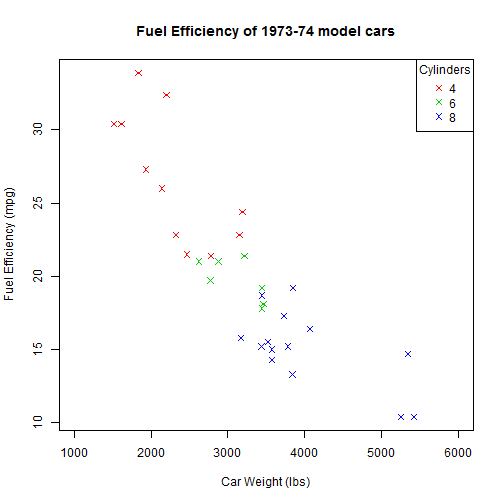 Fuel Efficiency of 1973-74 model cars
Cylinders
4
6
8
Fuel Efficiency (mpg)
30
25
20
15
10
1000 2000 3000 4000 5000 6000
Car Weight (lbs)